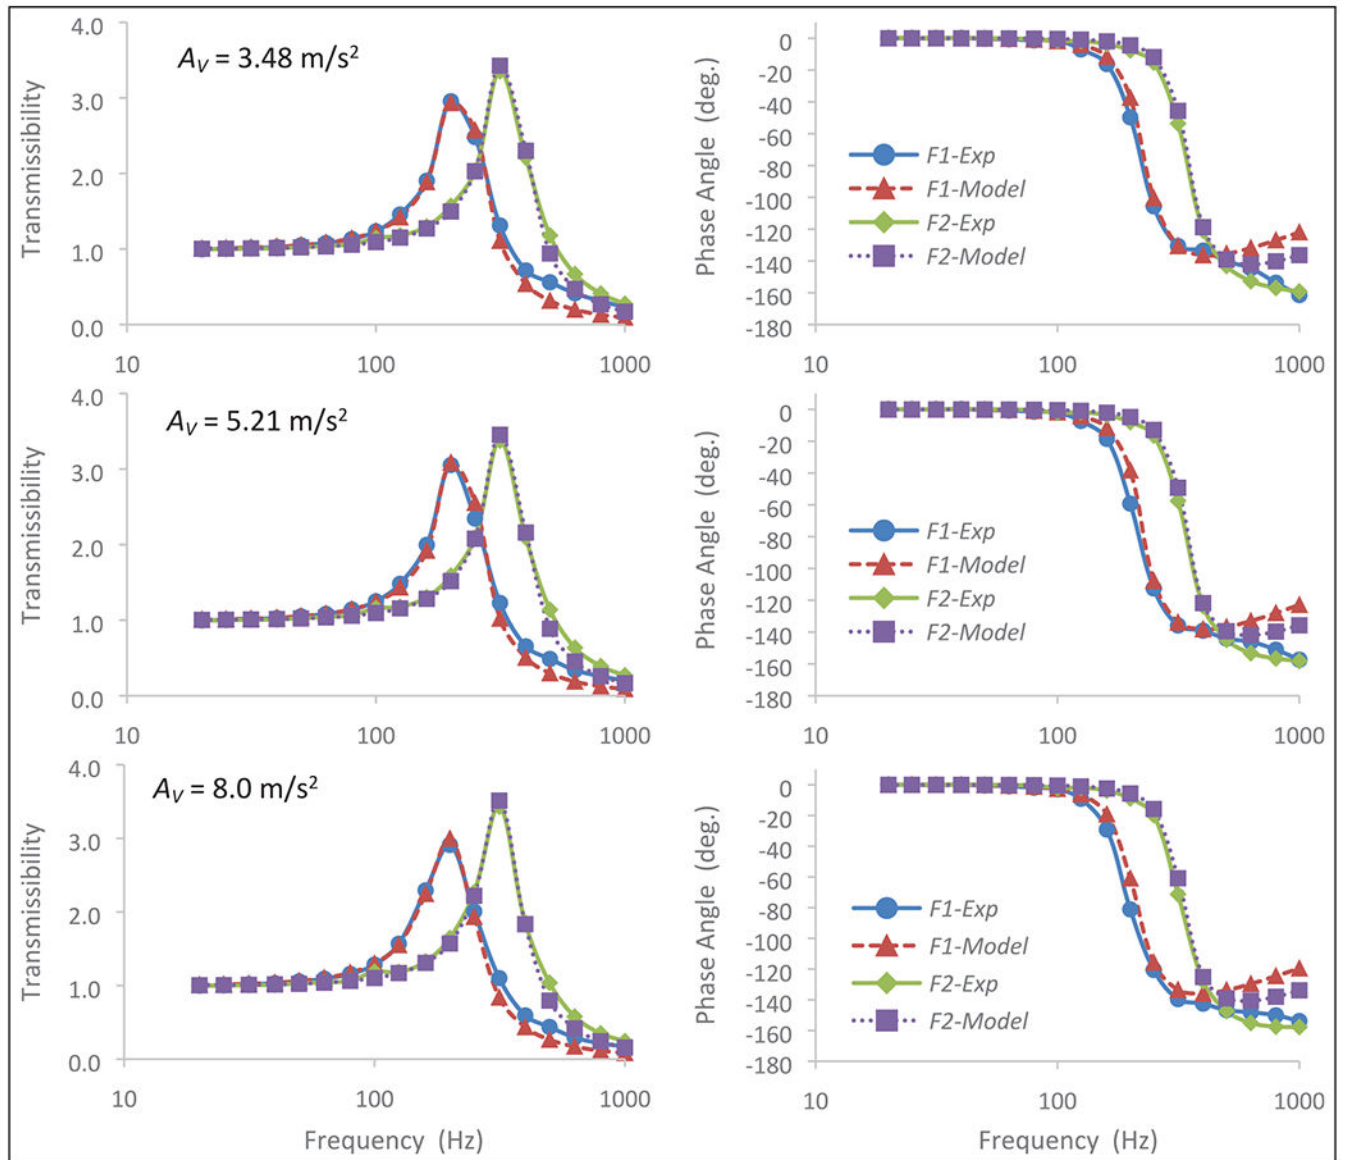 A_V = 3.48 m/s²
Transmissibility
4.0
3.0
2.0
1.0
0.0
10 100 1000
Phase Angle (deg.)
0
-20
-40
-60
-80
-100
-120
-140
-160
-180
10 100 1000
F1-Exp
F1-Model
F2-Exp
F2-Model
A_V = 5.21 m/s²
Transmissibility
4.0
3.0
2.0
1.0
0.0
10 100 1000
Phase Angle (deg.)
0
-20
-40
-60
-80
-100
-120
-140
-160
-180
10 100 1000
F1-Exp
F1-Model
F2-Exp
F2-Model
A_V = 8.0 m/s²
Transmissibility
4.0
3.0
2.0
1.0
0.0
10 100 1000
Frequency (Hz)
Phase Angle (deg.)
0
-20
-40
-60
-80
-100
-120
-140
-160
-180
10 100 1000
Frequency (Hz)
F1-Exp
F1-Model
F2-Exp
F2-Model